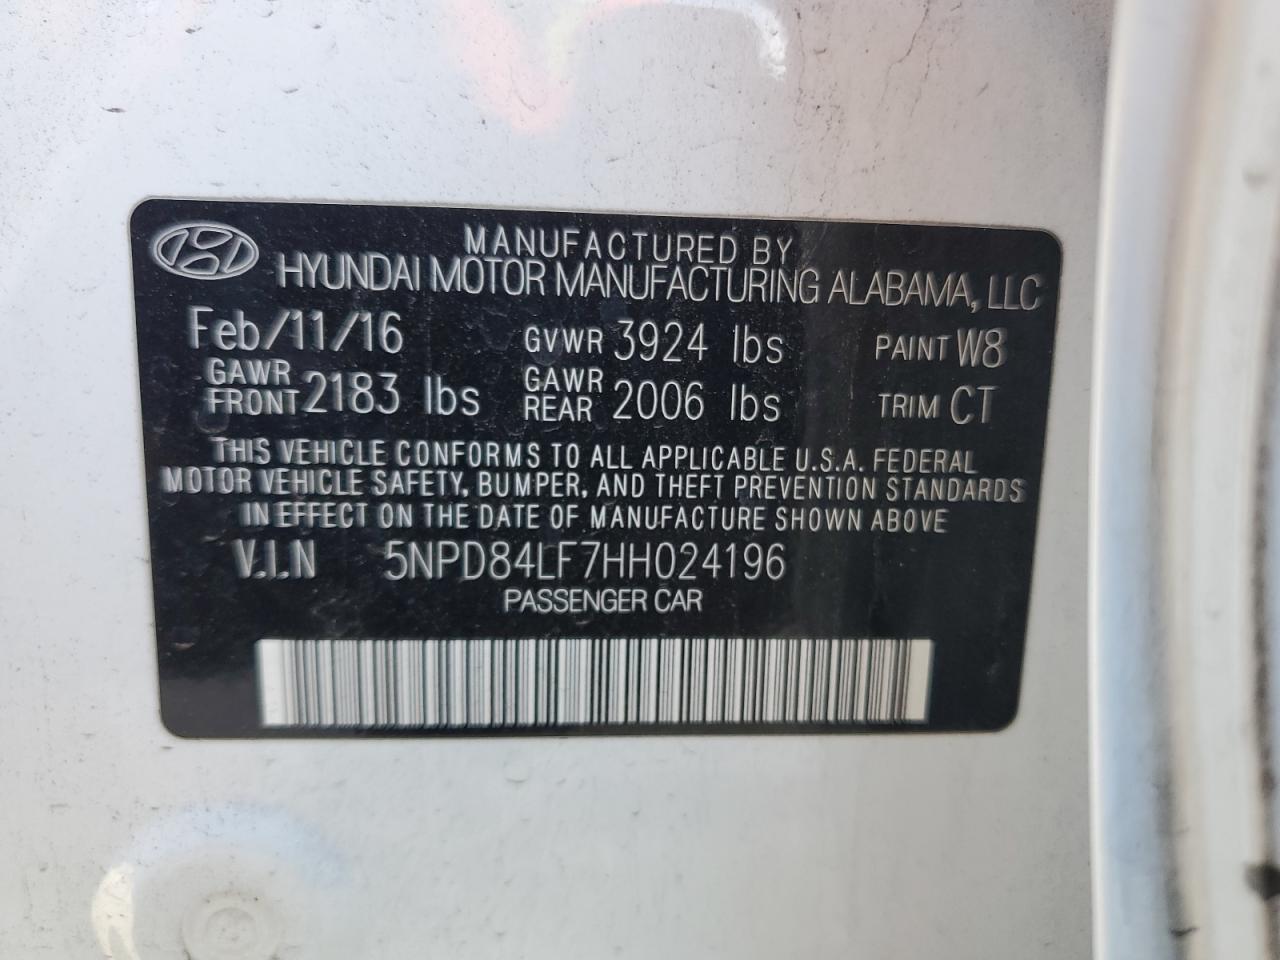 MANUFACTURED BY
HYUNDAI MOTOR MANUFACTURING ALABAMA, LLC
Feb/11/16 GVWR 3924 lbs PAINT W8
GAWR FRONT 2183 lbs GAWR REAR 2006 lbs TRIM CT
THIS VEHICLE CONFORMS TO ALL APPLICABLE U.S.A. FEDERAL
MOTOR VEHICLE SAFETY, BUMPER, AND THEFT PREVENTION STANDARDS
IN EFFECT ON THE DATE OF MANUFACTURE SHOWN ABOVE
V.I.N 5NPD84LF7HH024196
PASSENGER CAR